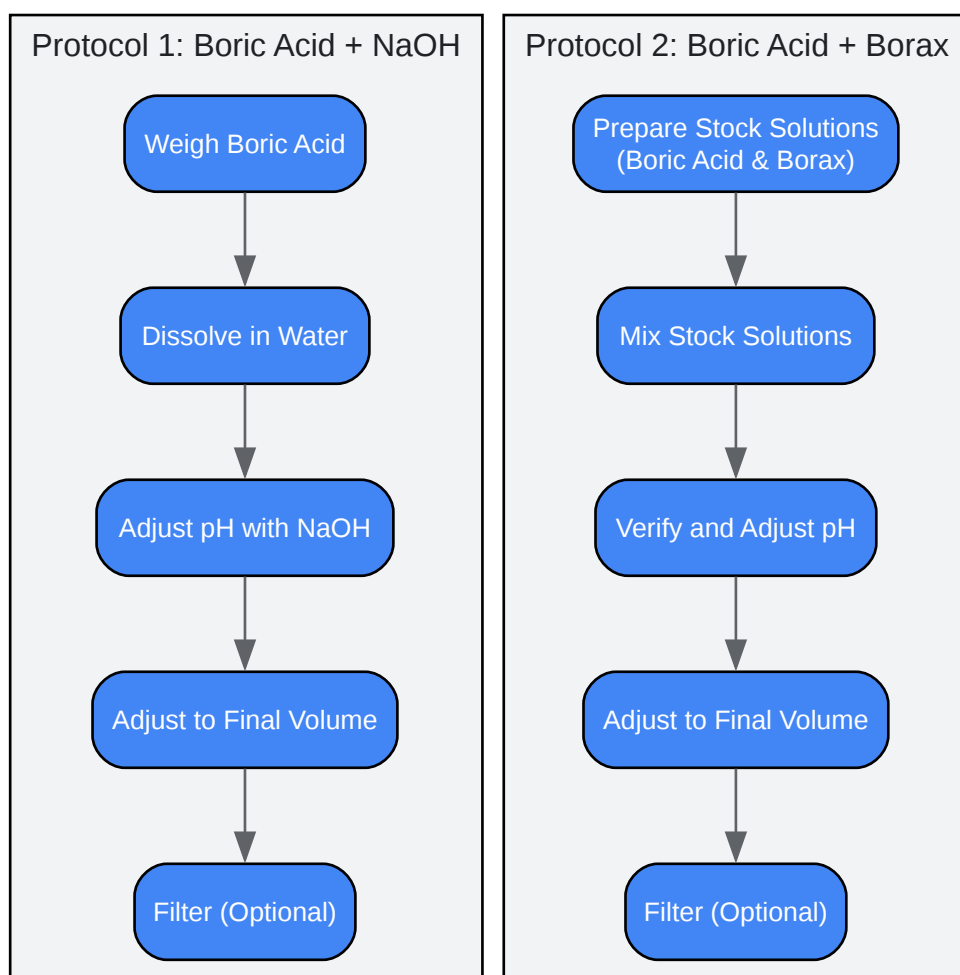 Protocol 1: Boric Acid + NaOH
Weigh Boric Acid
Dissolve in Water
Adjust pH with NaOH
Adjust to Final Volume
Filter (Optional)
Protocol 2: Boric Acid + Borax
Prepare Stock Solutions
(Boric Acid & Borax)
Mix Stock Solutions
Verify and Adjust pH
Adjust to Final Volume
Filter (Optional)